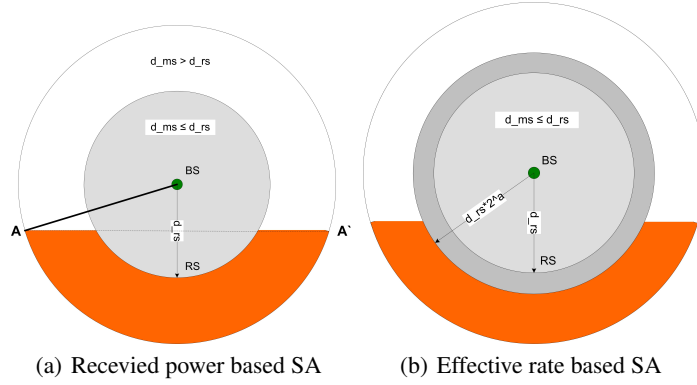 d_ms > d_rs
d_ms ≤ d_rs
BS
A
d_rs
A`
RS
(a) Recevied power based SA
d_ms ≤ d_rs
BS
d_rs*2^a
d_rs
RS
(b) Effective rate based SA